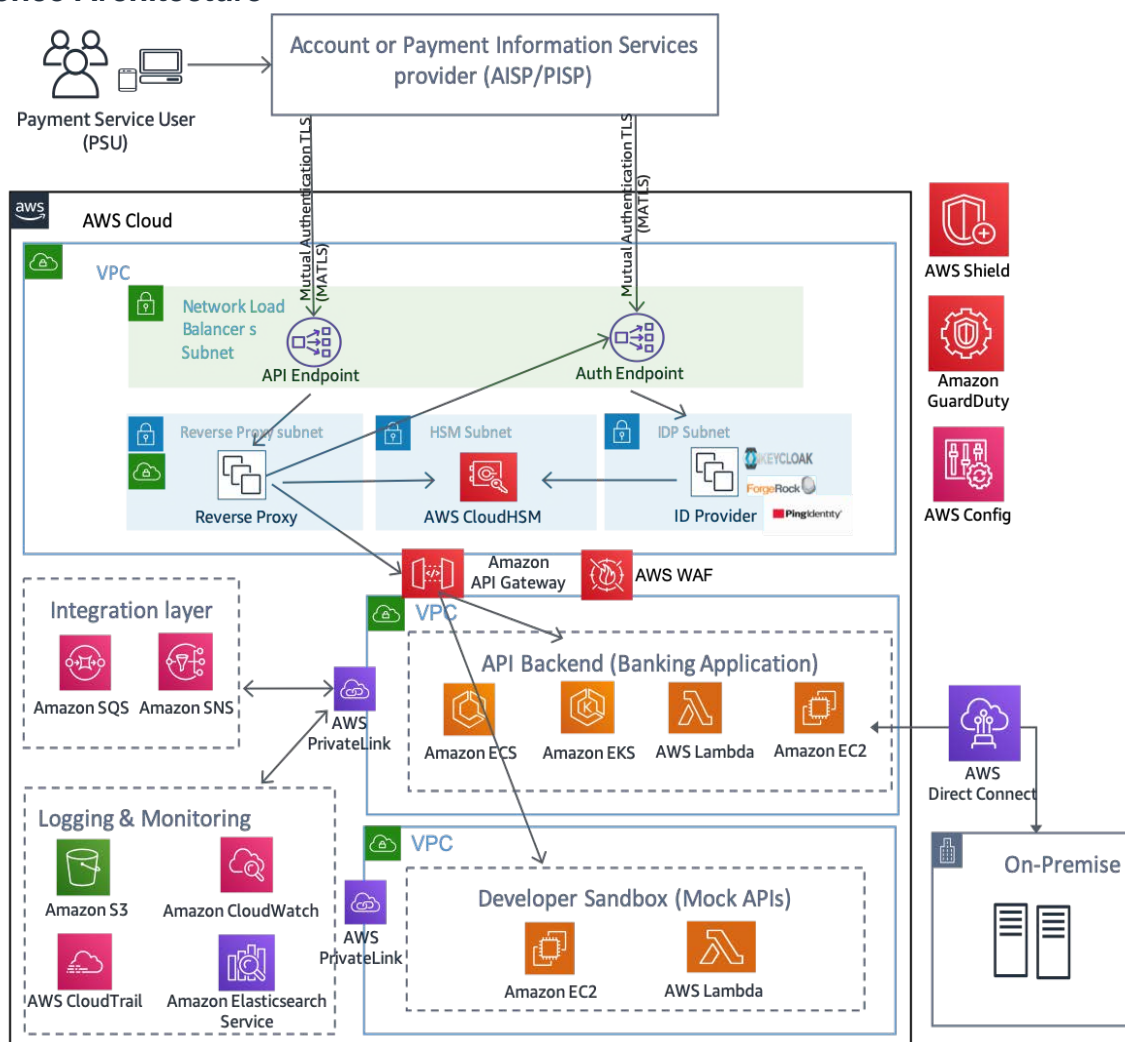 Account or Payment Information Services
provider (AISP/PISP)
Payment Service User
(PSU)
Mutual Authentication TLS
(MATLS)
Mutual Authentication TLS
(MATLS)
aws
AWS Cloud
VPC
Network Load
Balancer s
Subnet
API Endpoint
Auth Endpoint
Reverse Proxy subnet
HSM Subnet
IDP Subnet
KEYCLOAK
ForgeRock
PingIdentity
Reverse Proxy
AWS CloudHSM
ID Provider
AWS Shield
Amazon
GuardDuty
AWS Config
Amazon
API Gateway
AWS WAF
Integration layer
Amazon SQS
Amazon SNS
AWS
PrivateLink
VPC
API Backend (Banking Application)
Amazon ECS
Amazon EKS
AWS Lambda
Amazon EC2
AWS
Direct Connect
Logging & Monitoring
Amazon S3
Amazon CloudWatch
AWS CloudTrail
Amazon Elasticsearch
Service
AWS
PrivateLink
VPC
Developer Sandbox (Mock APIs)
Amazon EC2
AWS Lambda
On-Premise